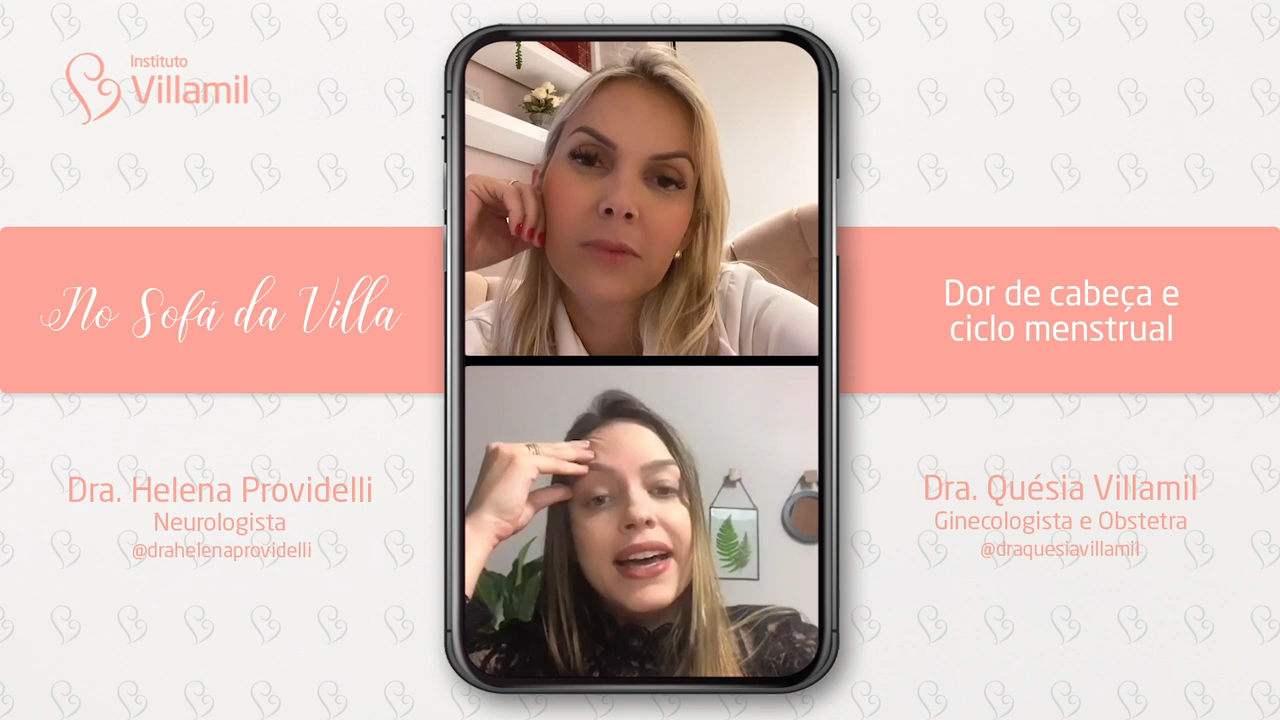 Instituto
Villamil
No Sofá da Villa
Dor de cabeça e
ciclo menstrual
Dra. Helena Providelli
Neurologista
@drahelenaprovidelli
Dra. Quésia Villamil
Ginecologista e Obstetra
@draquesiavillamil